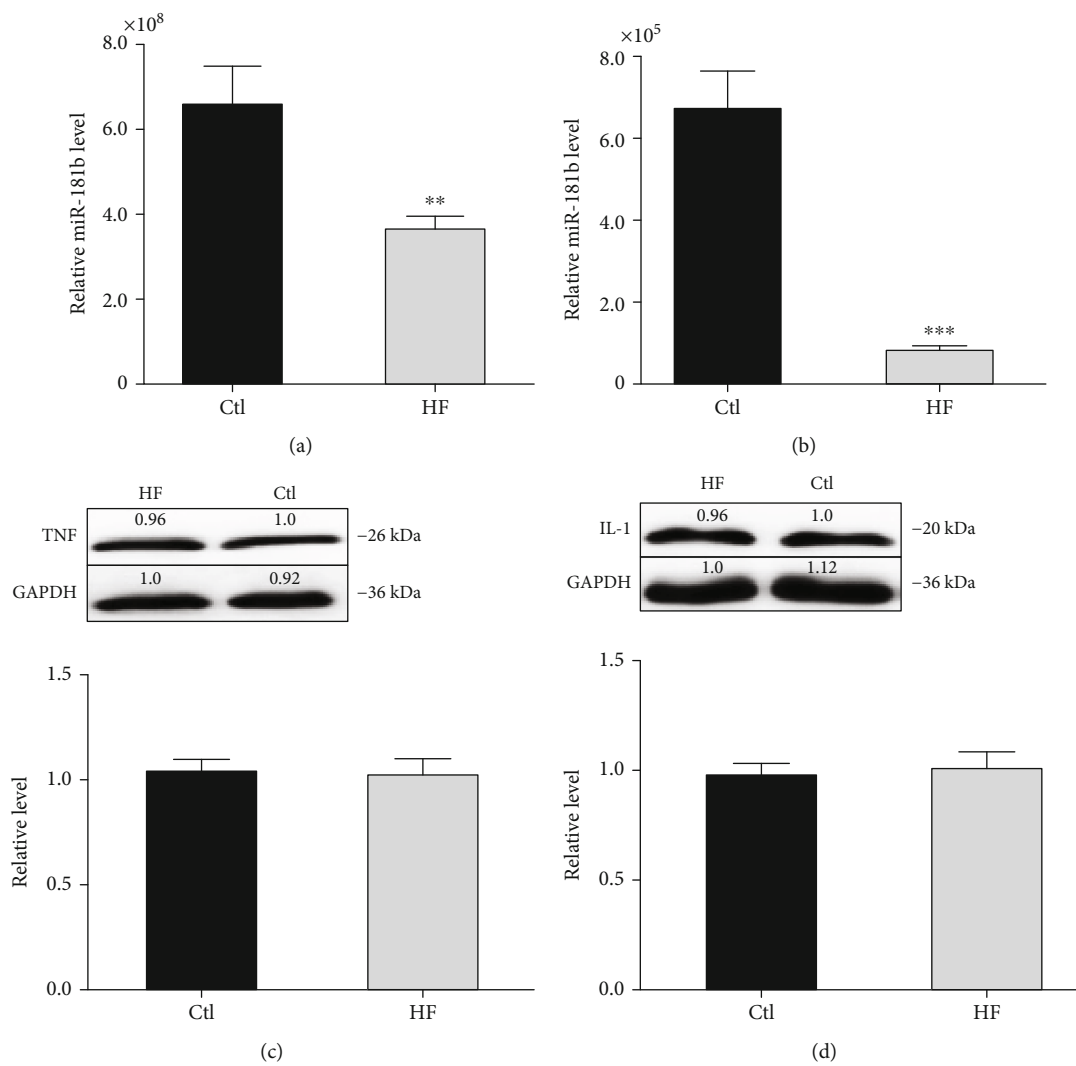 ×10⁸
8.0
6.0
4.0
2.0
0
Relative miR-181b level
**
Ctl
HF
(a)
×10⁵
8.0
6.0
4.0
2.0
0
Relative miR-181b level
***
Ctl
HF
(b)
HF Ctl
TNF 0.96 1.0 −26 kDa
GAPDH 1.0 0.92 −36 kDa
1.5
1.0
0.5
0.0
Relative level
Ctl
HF
(c)
HF Ctl
IL-1 0.96 1.0 −20 kDa
GAPDH 1.0 1.12 −36 kDa
1.5
1.0
0.5
0.0
Relative level
Ctl
HF
(d)